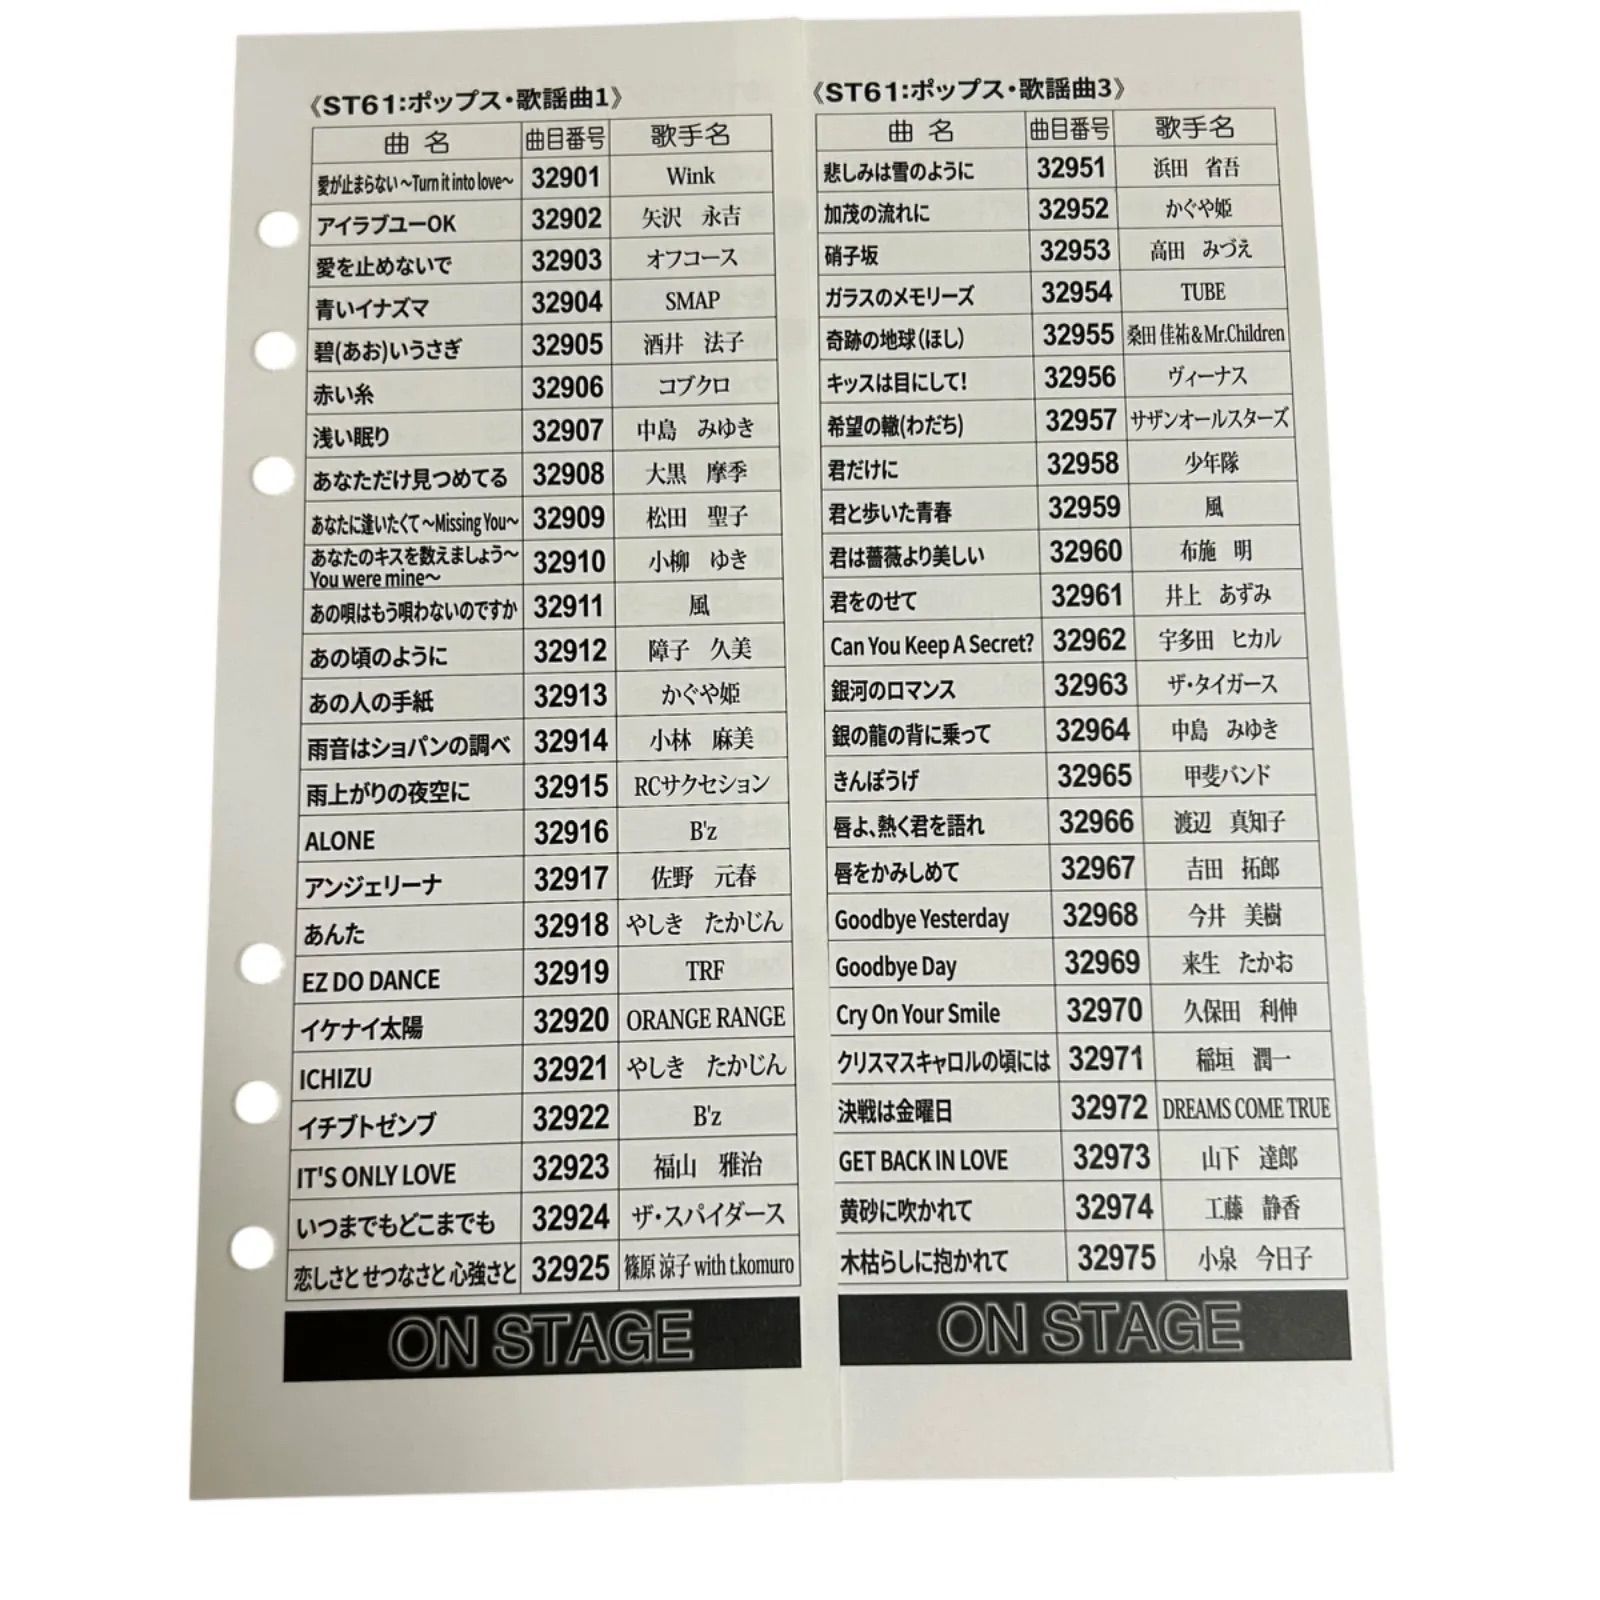 《ST61:ポップス・歌謡曲1》
曲 名 曲目番号 歌手名
愛が止まらない～Turn it into love～ 32901 Wink
アイラブユーOK 32902 矢沢 永吉
愛を止めないで 32903 オフコース
青いイナズマ 32904 SMAP
碧(あお)いうさぎ 32905 酒井 法子
赤い糸 32906 コブクロ
浅い眠り 32907 中島 みゆき
あなただけ見つめてる 32908 大黒 摩季
あなたに逢いたくて～Missing You～ 32909 松田 聖子
あなたのキスを数えましょう～
You were mine～ 32910 小柳 ゆき
あの唄はもう唄わないのですか 32911 風
あの頃のように 32912 障子 久美
あの人の手紙 32913 かぐや姫
雨音はショパンの調べ 32914 小林 麻美
雨上がりの夜空に 32915 RCサクセション
ALONE 32916 B'z
アンジェリーナ 32917 佐野 元春
あんた 32918 やしき たかじん
EZ DO DANCE 32919 TRF
イケナイ太陽 32920 ORANGE RANGE
ICHIZU 32921 やしき たかじん
イチブトゼンブ 32922 B'z
IT'S ONLY LOVE 32923 福山 雅治
いつまでもどこまでも 32924 ザ・スパイダース
恋しさと せつなさと 心強さと 32925 篠原 涼子 with t.komuro
ON STAGE
《ST61:ポップス・歌謡曲3》
曲 名 曲目番号 歌手名
悲しみは雪のように 32951 浜田 省吾
加茂の流れに 32952 かぐや姫
硝子坂 32953 高田 みづえ
ガラスのメモリーズ 32954 TUBE
奇跡の地球(ほし) 32955 桑田 佳祐&Mr.Children
キッスは目にして! 32956 ヴィーナス
希望の轍(わだち) 32957 サザンオールスターズ
君だけに 32958 少年隊
君と歩いた青春 32959 風
君は薔薇より美しい 32960 布施 明
君をのせて 32961 井上 あずみ
Can You Keep A Secret? 32962 宇多田 ヒカル
銀河のロマンス 32963 ザ・タイガース
銀の龍の背に乗って 32964 中島 みゆき
きんぽうげ 32965 甲斐バンド
唇よ、熱く君を語れ 32966 渡辺 真知子
唇をかみしめて 32967 吉田 拓郎
Goodbye Yesterday 32968 今井 美樹
Goodbye Day 32969 来生 たかお
Cry On Your Smile 32970 久保田 利伸
クリスマスキャロルの頃には 32971 稲垣 潤一
決戦は金曜日 32972 DREAMS COME TRUE
GET BACK IN LOVE 32973 山下 達郎
黄砂に吹かれて 32974 工藤 静香
木枯らしに抱かれて 32975 小泉 今日子
ON STAGE